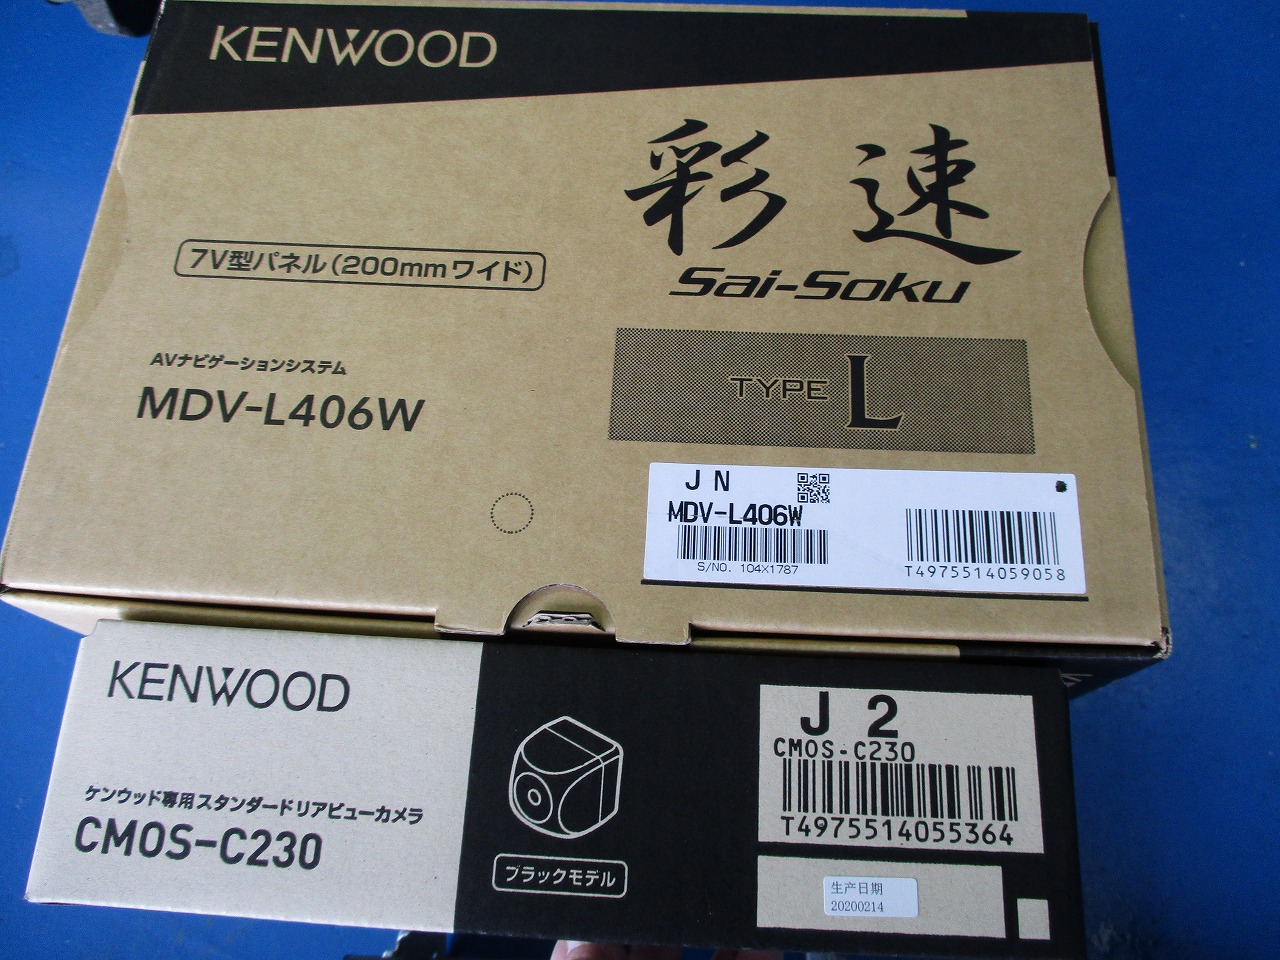 KENWOOD
彩速
Sai-Soku
7V型パネル(200mmワイド)
AVナビゲーションシステム
MDV-L406W
TYPE L
JN
MDV-L406W
S/NO. 104X1787
T4975514059058
KENWOOD
ケンウッド専用スタンダードリアビューカメラ
CMOS-C230
ブラックモデル
J2
CMOS-C230
T4975514055364
生产日期
20200214